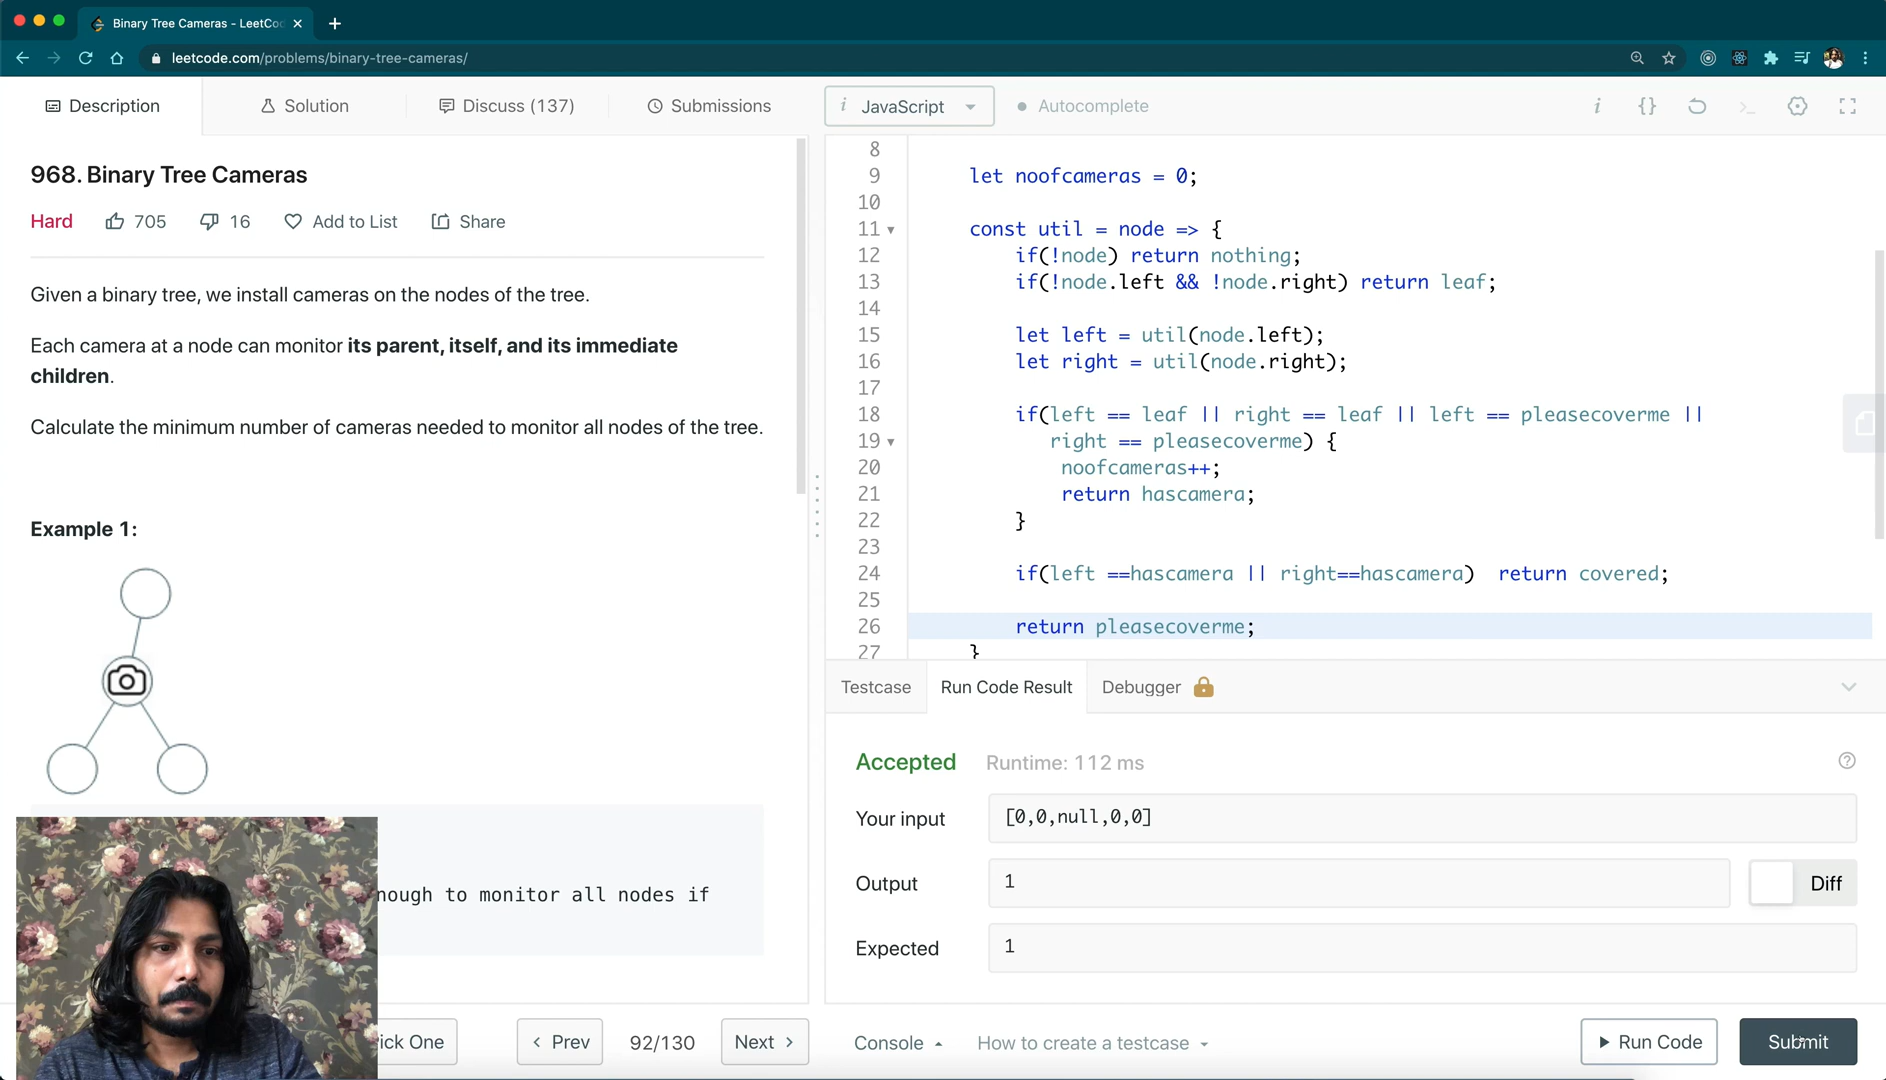 Binary Tree Cameras - LeetCo
leetcode.com/problems/binary-tree-cameras/
Description
Solution
Discuss (137)
Submissions
i JavaScript
Autocomplete
i {} >_
968. Binary Tree Cameras
Hard 705 16 Add to List Share
Given a binary tree, we install cameras on the nodes of the tree.
Each camera at a node can monitor its parent, itself, and its immediate
children.
Calculate the minimum number of cameras needed to monitor all nodes of the tree.
Example 1:
nough to monitor all nodes if
ick One
Prev 92/130 Next
8
9 let noofcameras = 0;
10
11 const util = node => {
12 if(!node) return nothing;
13 if(!node.left && !node.right) return leaf;
14
15 let left = util(node.left);
16 let right = util(node.right);
17
18 if(left == leaf || right == leaf || left == pleasecoverme ||
19 right == pleasecoverme) {
20 noofcameras++;
21 return hascamera;
22 }
23
24 if(left ==hascamera || right==hascamera)  return covered;
25
26 return pleasecoverme;
27 }
Testcase Run Code Result Debugger
Accepted Runtime: 112 ms
Your input [0,0,null,0,0]
Output 1 Diff
Expected 1
Console How to create a testcase Run Code Submit